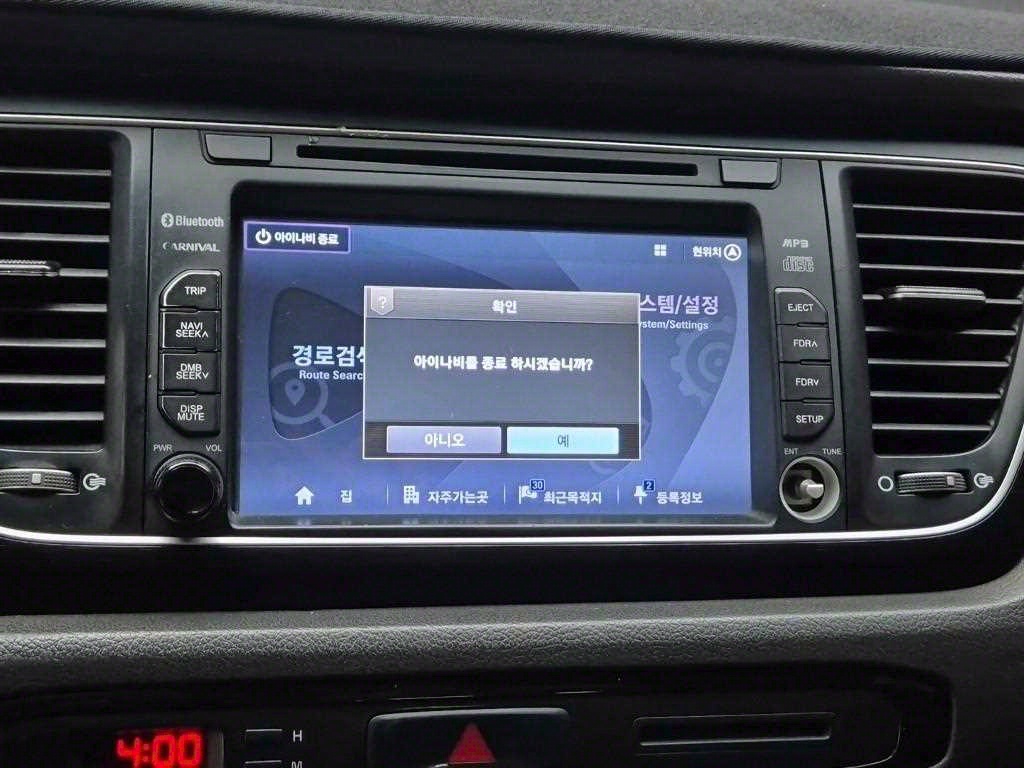 Bluetooth
CARNIVAL
TRIP
NAVI
SEEK∧
DMB
SEEK∨
DISP
MUTE
PWR
VOL
아이나비 종료
현위치
경로검색
Route Search
스템/설정
ystem/Settings
?
확인
아이나비를 종료 하시겠습니까?
아니오
예
집
자주가는곳
30
최근목적지
2
등록정보
MP3
disc
EJECT
FDR∧
FDR∨
SETUP
ENT
TUNE
4:00
H
M